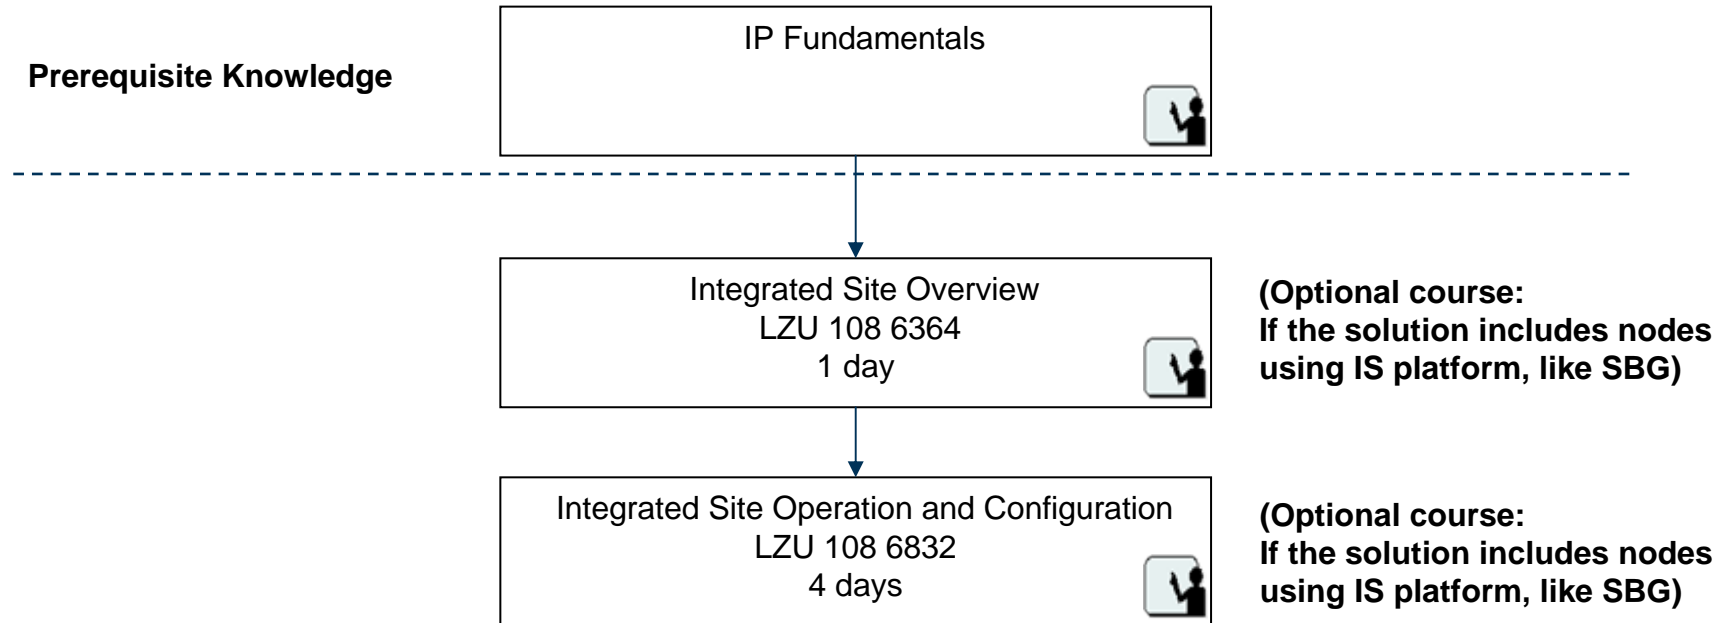 IP Fundamentals
Prerequisite Knowledge
Integrated Site Overview
LZU 108 6364
1 day
(Optional course:
If the solution includes nodes
using IS platform, like SBG)
Integrated Site Operation and Configuration
LZU 108 6832
4 days
(Optional course:
If the solution includes nodes
using IS platform, like SBG)